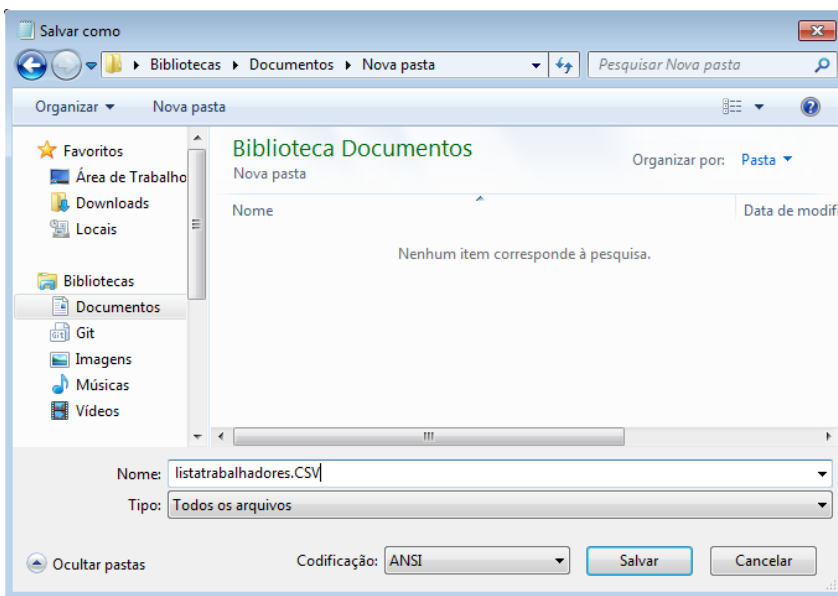 Salvar como
Bibliotecas Documentos Nova pasta
Pesquisar Nova pasta
Organizar Nova pasta
Favoritos
Área de Trabalho
Downloads
Locais
Bibliotecas
Documentos
Git
Imagens
Músicas
Vídeos
Biblioteca Documentos
Nova pasta
Organizar por: Pasta
Nome Data de modifi
Nenhum item corresponde à pesquisa.
Nome: listatrabalhadores.CSV
Tipo: Todos os arquivos
Ocultar pastas Codificação: ANSI Salvar Cancelar